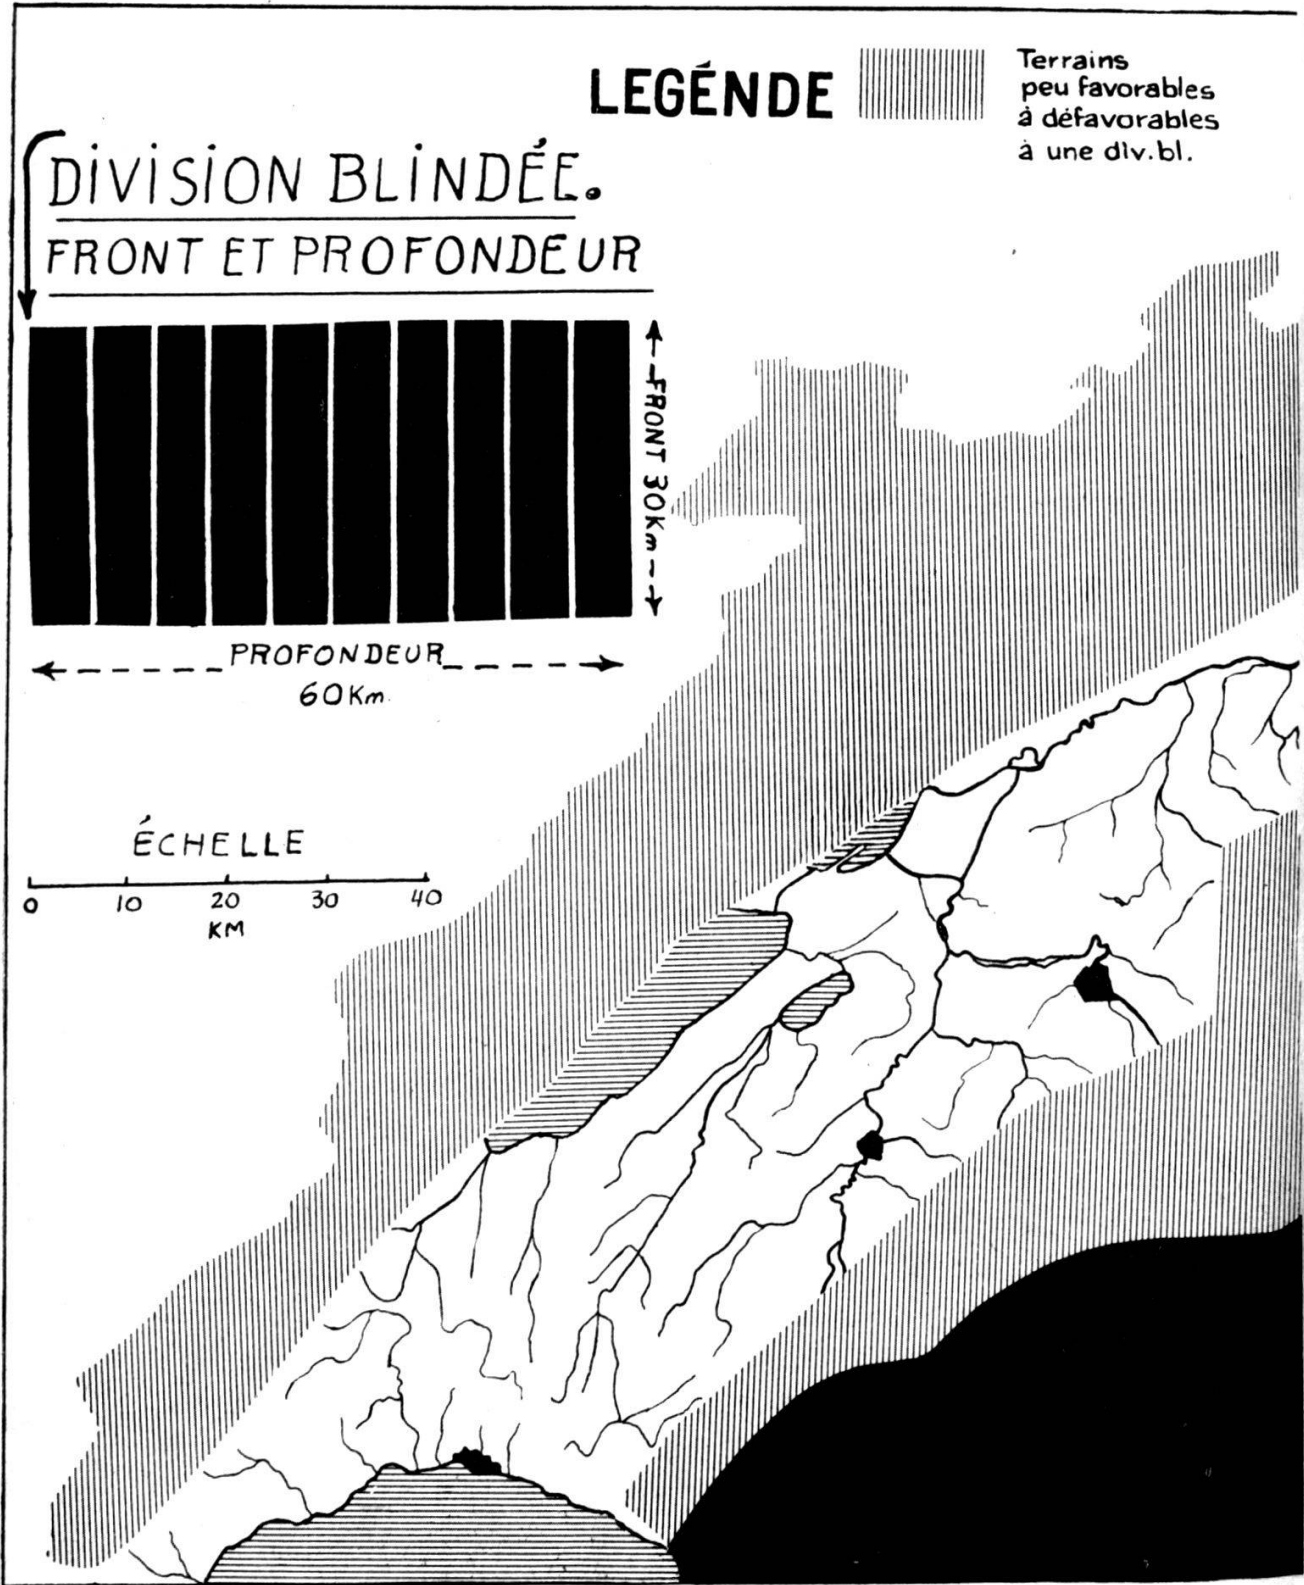 LEGÉNDE
Terrains
peu favorables
à défavorables
à une div.bl.
DIVISION BLINDÉE.
FRONT ET PROFONDEUR
FRONT 30Km
PROFONDEUR
60Km
ÉCHELLE
0 10 20 30 40
KM